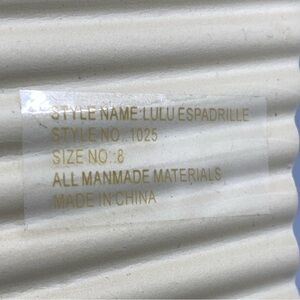 STYLE NAME:LULU ESPADRILLE
STYLE NO.:1025
SIZE NO.:8
ALL MANMADE MATERIALS
MADE IN CHINA